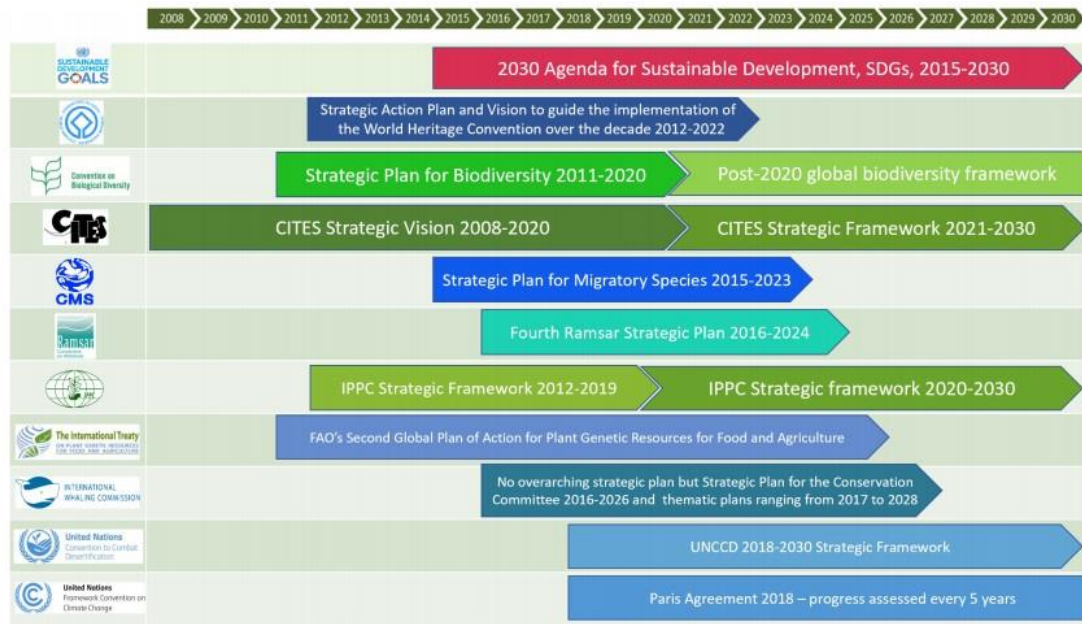 2008 2009 2010 2011 2012 2013 2014 2015 2016 2017 2018 2019 2020 2021 2022 2023 2024 2025 2026 2027 2028 2029 2030
SUSTAINABLE
DEVELOPMENT
GOALS
2030 Agenda for Sustainable Development, SDGs, 2015-2030
Strategic Action Plan and Vision to guide the implementation of
the World Heritage Convention over the decade 2012-2022
Convention on
Biological Diversity
Strategic Plan for Biodiversity 2011-2020
Post-2020 global biodiversity framework
CITES
CITES Strategic Vision 2008-2020
CITES Strategic Framework 2021-2030
CMS
Strategic Plan for Migratory Species 2015-2023
Ramsar
Fourth Ramsar Strategic Plan 2016-2024
IPPC Strategic Framework 2012-2019
IPPC Strategic framework 2020-2030
The International Treaty
ON PLANT GENETIC RESOURCES
FOR FOOD AND AGRICULTURE
FAO's Second Global Plan of Action for Plant Genetic Resources for Food and Agriculture
INTERNATIONAL
WHALING COMMISSION
No overarching strategic plan but Strategic Plan for the Conservation
Committee 2016-2026 and thematic plans ranging from 2017 to 2028
United Nations
Convention to Combat
Desertification
UNCCD 2018-2030 Strategic Framework
United Nations
Framework Convention on
Climate Change
Paris Agreement 2018 – progress assessed every 5 years